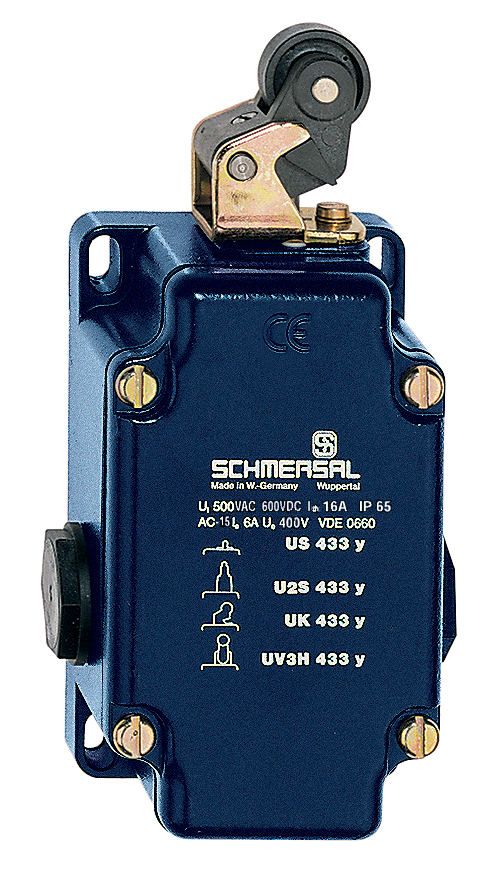 CE
S
SCHMERSAL
Made in W.-Germany Wuppertal
Ui 500VAC 600VDC Ith 16A IP 65
AC-15 Ie 6A Ue 400V VDE 0660
US 433 y
U2S 433 y
UK 433 y
UV3H 433 y